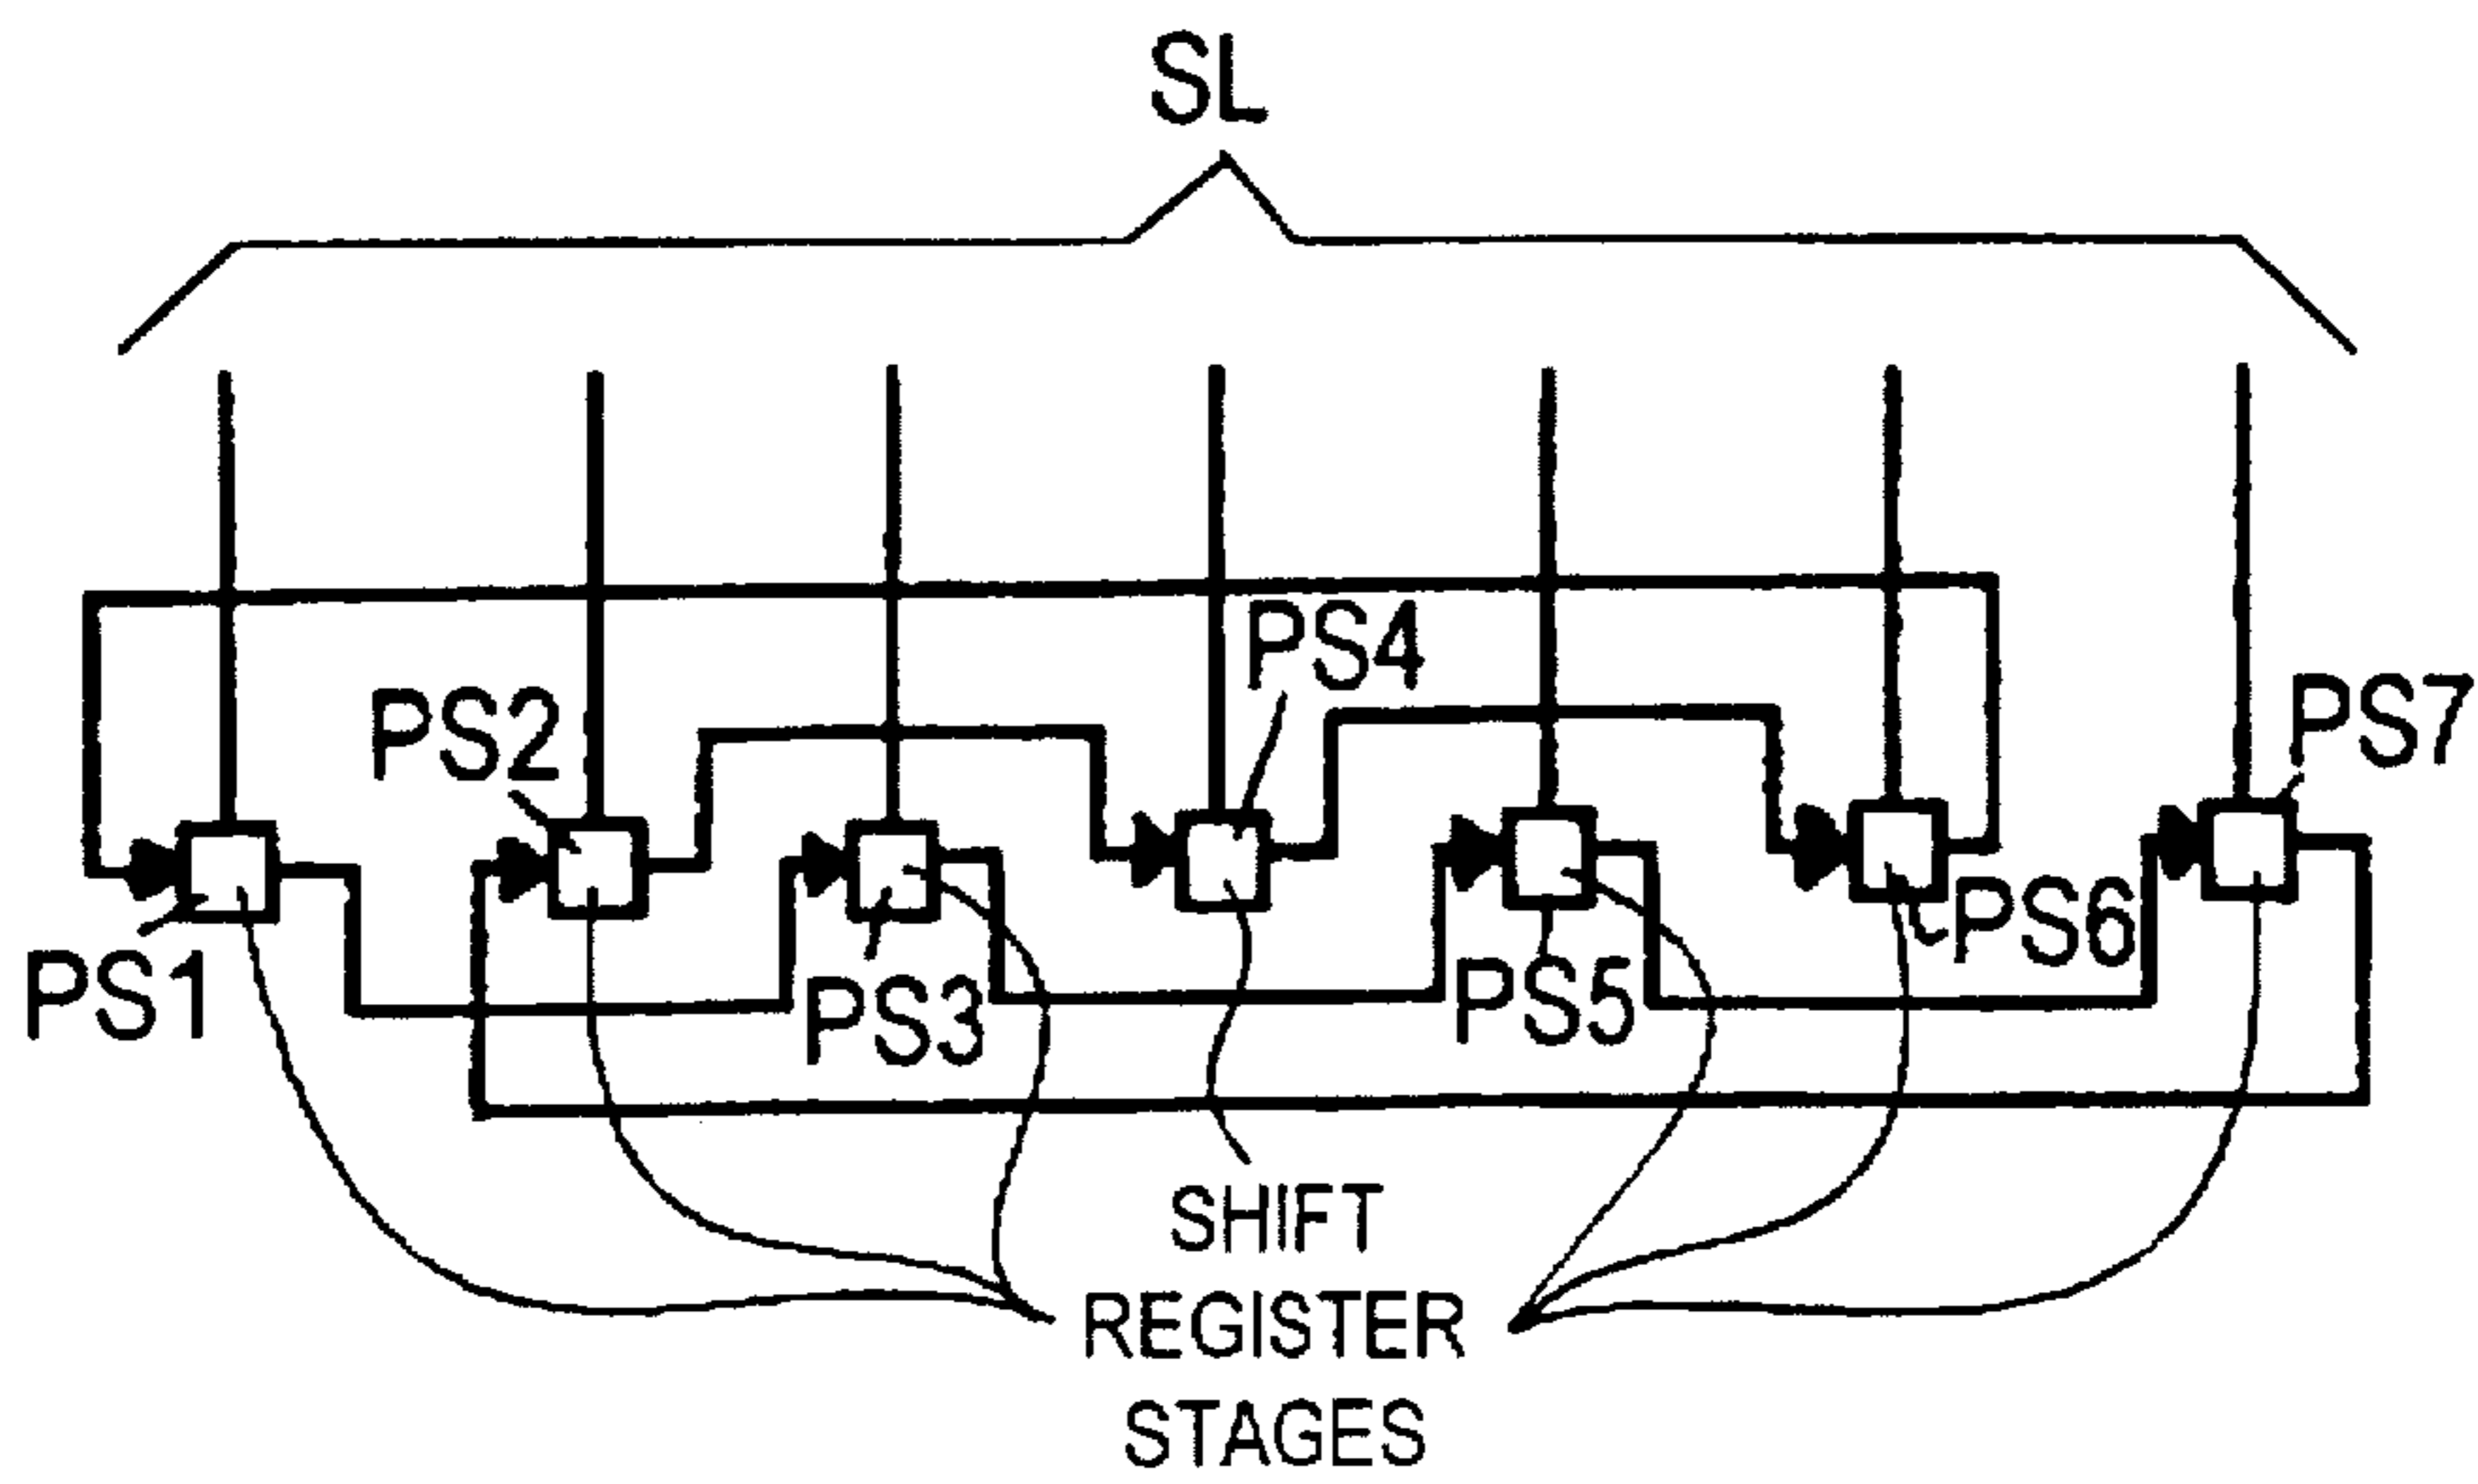 SL
PS4
PS2
PS7
PS6
PS1
PS3
PS5
SHIFT
REGISTER
STAGES